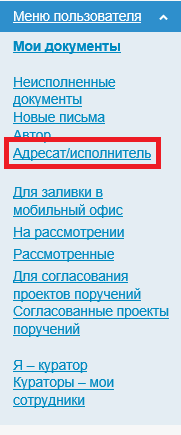 Меню пользователя
Мои документы
Неисполненные
документы
Новые письма
Автор
Адресат/исполнитель
Для заливки в
мобильный офис
На рассмотрении
Рассмотренные
Для согласования
проектов поручений
Согласованные проекты
поручений
Я – куратор
Кураторы – мои
сотрудники